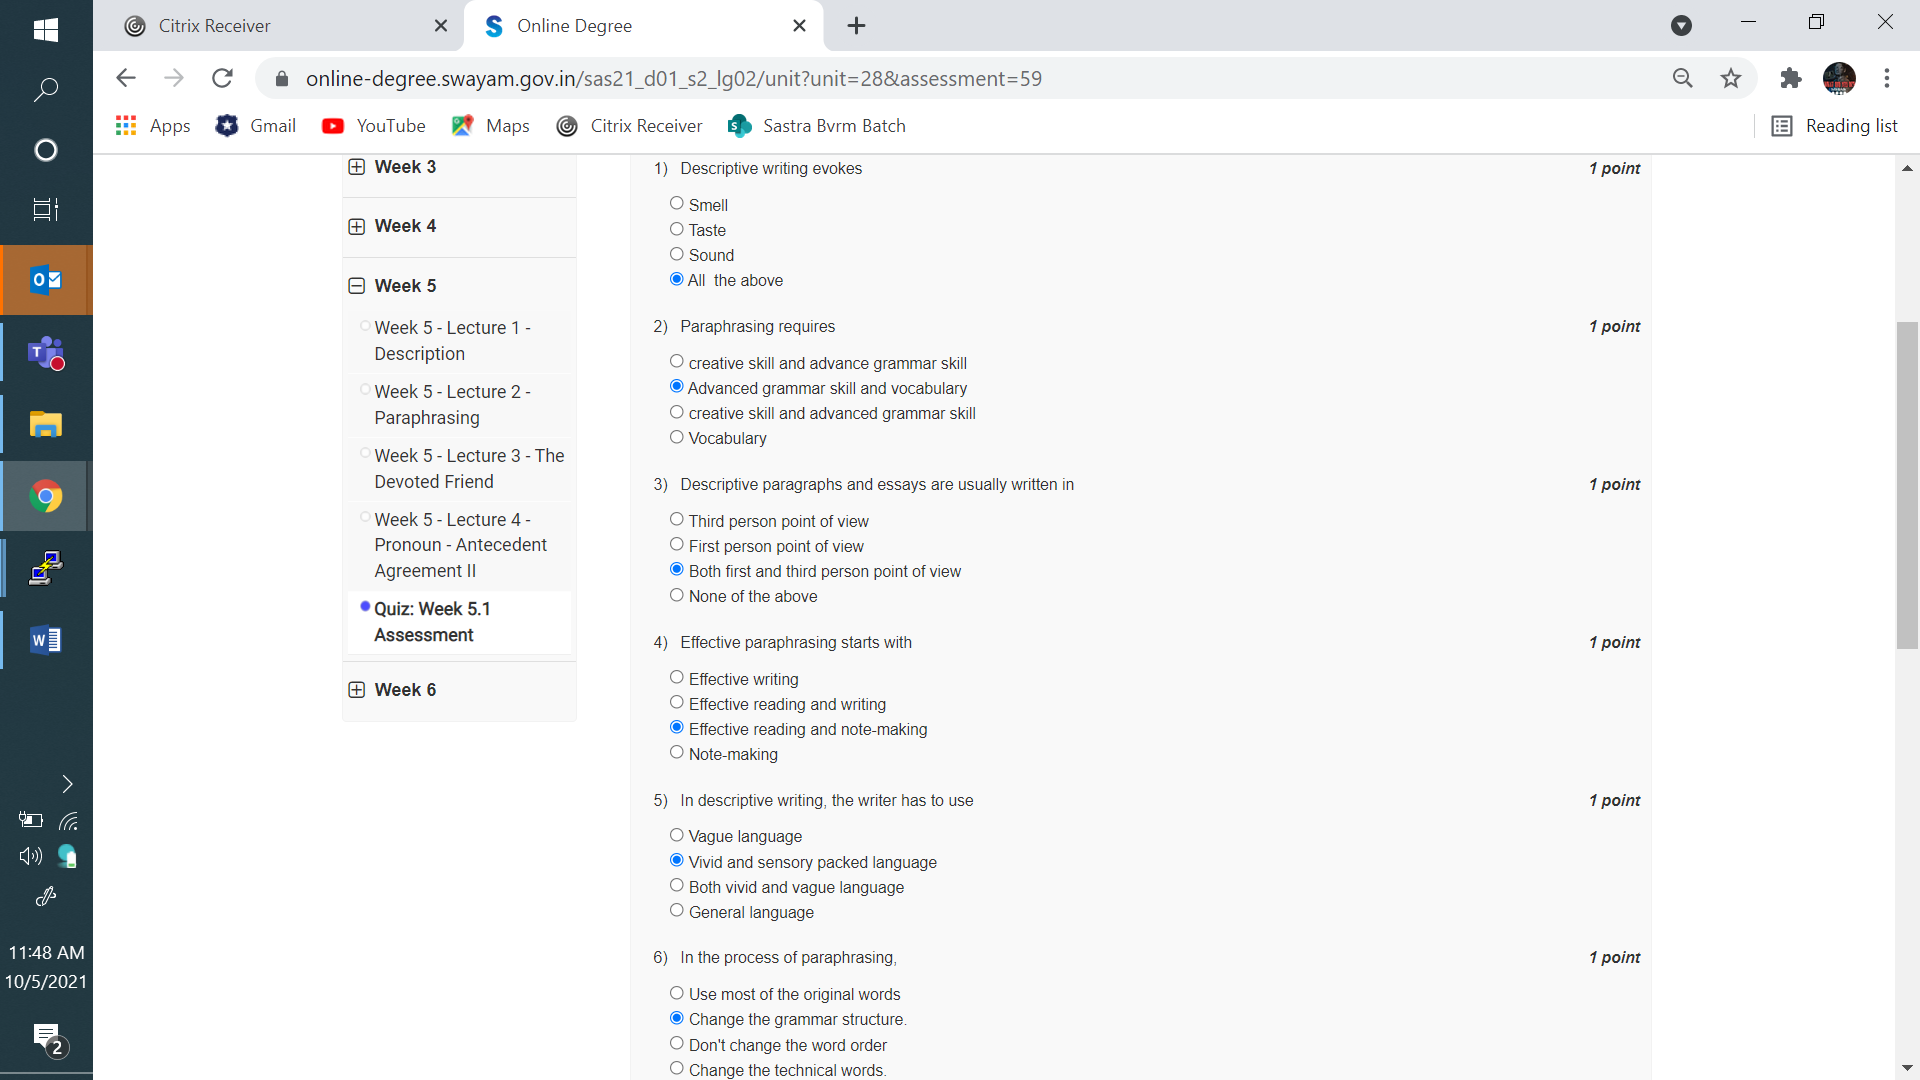 Citrix Receiver
Online Degree
online-degree.swayam.gov.in/sas21_d01_s2_lg02/unit?unit=28&assessment=59
Apps
Gmail
YouTube
Maps
Citrix Receiver
Sastra Bvrm Batch
Reading list
Week 3
Week 4
Week 5
Week 5 - Lecture 1 -
Description
Week 5 - Lecture 2 -
Paraphrasing
Week 5 - Lecture 3 - The
Devoted Friend
Week 5 - Lecture 4 -
Pronoun - Antecedent
Agreement II
Quiz: Week 5.1
Assessment
Week 6
1) Descriptive writing evokes 1 point
Smell
Taste
Sound
All the above
2) Paraphrasing requires 1 point
creative skill and advance grammar skill
Advanced grammar skill and vocabulary
creative skill and advanced grammar skill
Vocabulary
3) Descriptive paragraphs and essays are usually written in 1 point
Third person point of view
First person point of view
Both first and third person point of view
None of the above
4) Effective paraphrasing starts with 1 point
Effective writing
Effective reading and writing
Effective reading and note-making
Note-making
5) In descriptive writing, the writer has to use 1 point
Vague language
Vivid and sensory packed language
Both vivid and vague language
General language
6) In the process of paraphrasing, 1 point
Use most of the original words
Change the grammar structure.
Don't change the word order
Change the technical words.
11:48 AM
10/5/2021
2